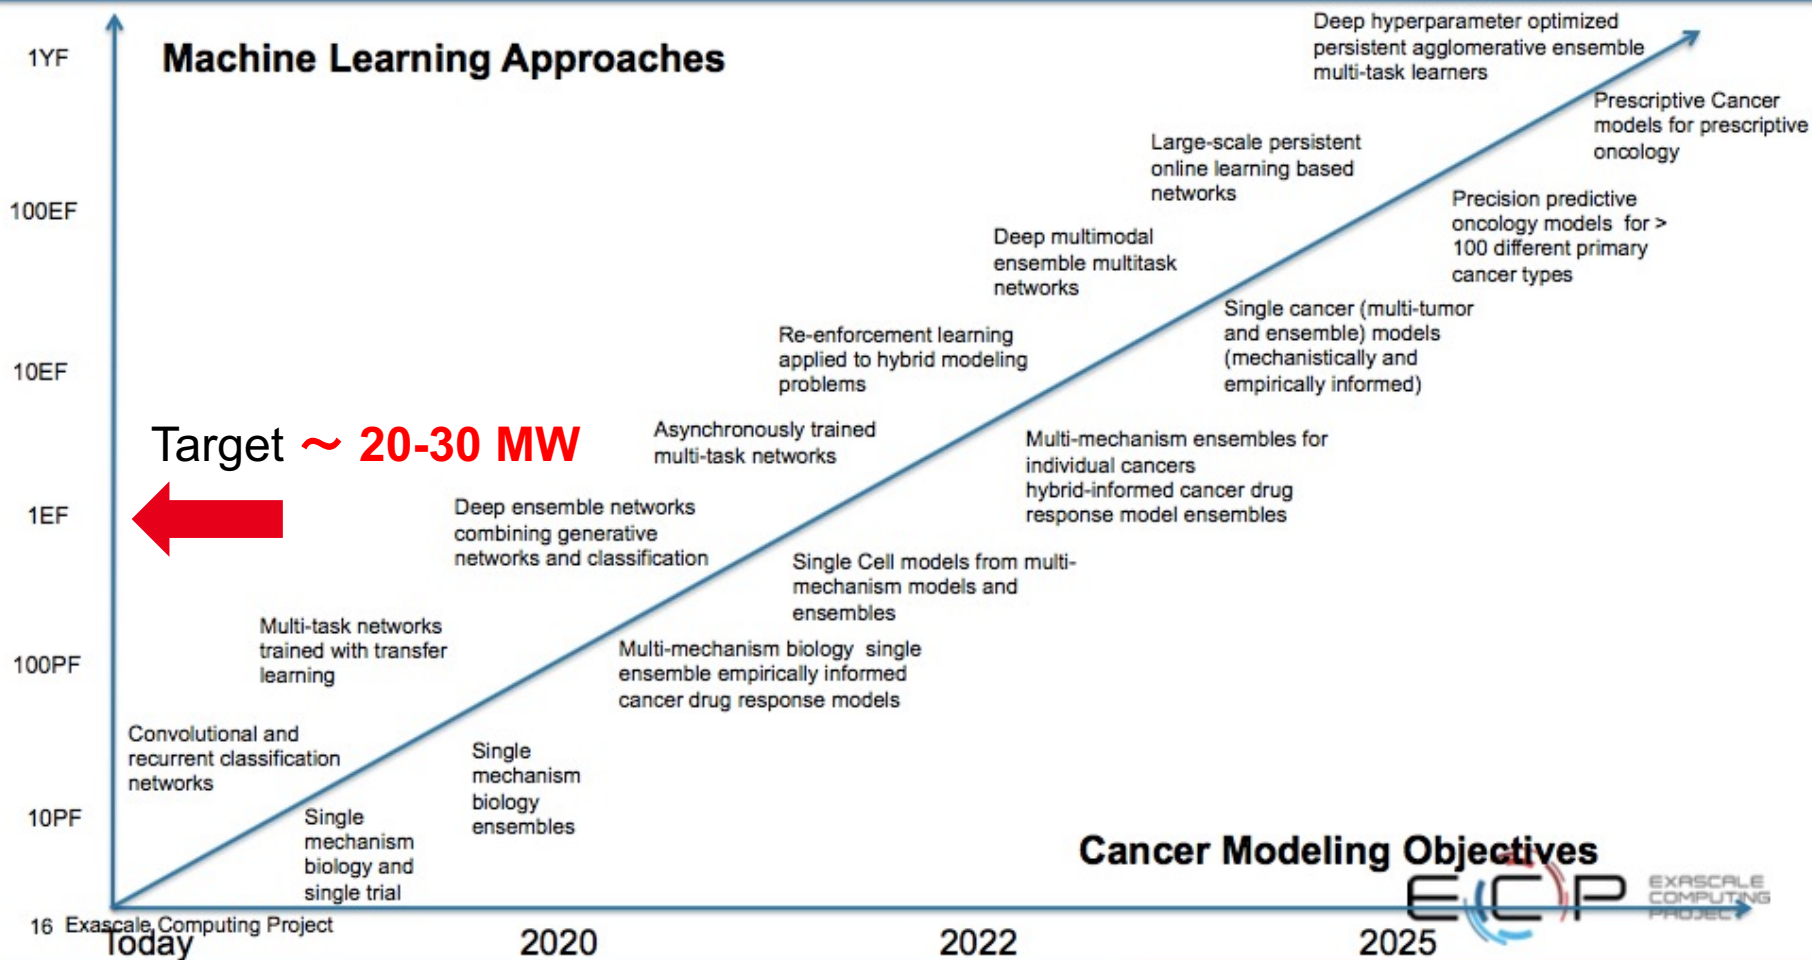 Machine Learning Approaches
1YF
100EF
10EF
1EF
100PF
10PF
Target ～ 20-30 MW
Deep hyperparameter optimized
persistent agglomerative ensemble
multi-task learners
Prescriptive Cancer
models for prescriptive
oncology
Large-scale persistent
online learning based
networks
Precision predictive
oncology models for >
100 different primary
cancer types
Deep multimodal
ensemble multitask
networks
Single cancer (multi-tumor
and ensemble) models
(mechanistically and
empirically informed)
Re-enforcement learning
applied to hybrid modeling
problems
Asynchronously trained
multi-task networks
Multi-mechanism ensembles for
individual cancers
hybrid-informed cancer drug
response model ensembles
Deep ensemble networks
combining generative
networks and classification
Single Cell models from multi-
mechanism models and
ensembles
Multi-task networks
trained with transfer
learning
Multi-mechanism biology single
ensemble empirically informed
cancer drug response models
Convolutional and
recurrent classification
networks
Single
mechanism
biology
ensembles
Single
mechanism
biology and
single trial
Cancer Modeling Objectives
ECP
EXASCALE
COMPUTING
PROJECT
16 Exascale Computing Project
Today
2020
2022
2025